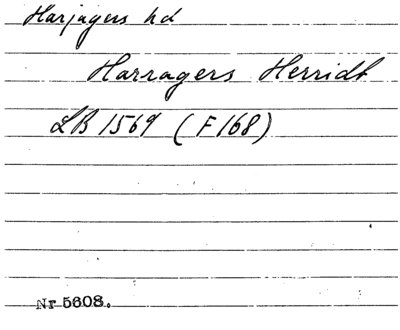 Harjagers hd
Harragers Herridt
LB 1569 (F168)
Nr 5608.